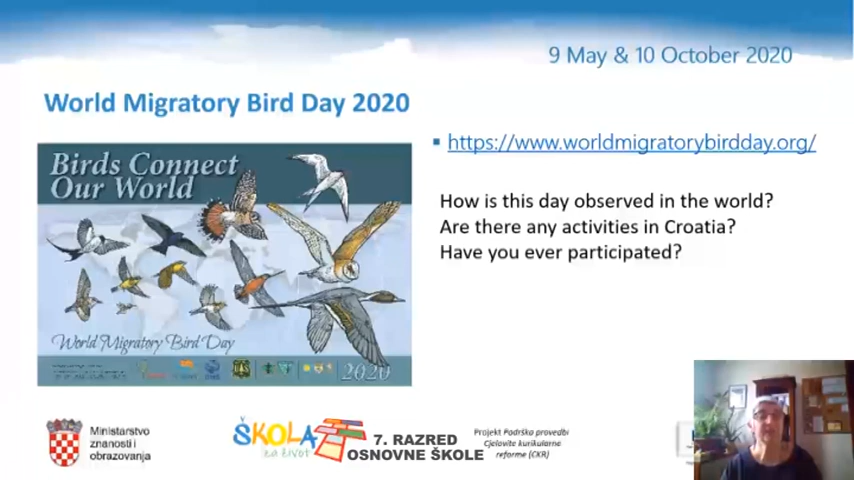 9 May & 10 October 2020
World Migratory Bird Day 2020
Birds Connect
Our World
World Migratory Bird Day
2020
https://www.worldmigratorybirdday.org/
How is this day observed in the world?
Are there any activities in Croatia?
Have you ever participated?
Ministarstvo
znanosti i
obrazovanja
ŠKOLA
za život
7. RAZRED
OSNOVNE ŠKOLE
Projekt Podrška provedbi
Cjelovite kurikularne
reforme (CKR)